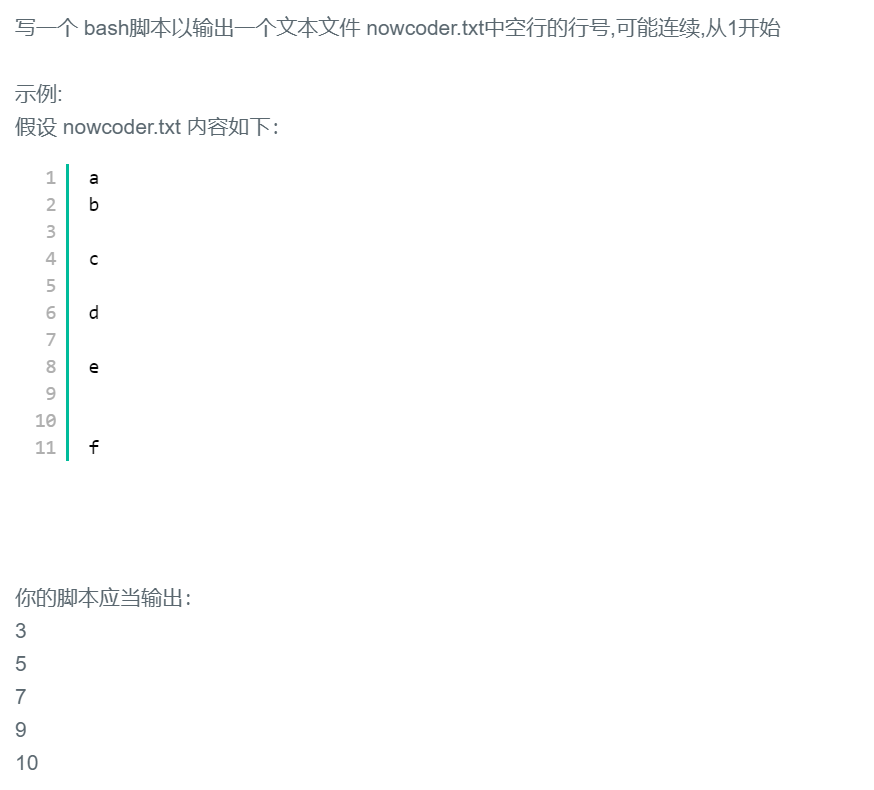 写一个 bash脚本以输出一个文本文件 nowcoder.txt中空行的行号,可能连续,从1开始
示例:
假设 nowcoder.txt 内容如下：
1 a
2 b
3
4 c
5
6 d
7
8 e
9
10
11 f
你的脚本应当输出：
3
5
7
9
10